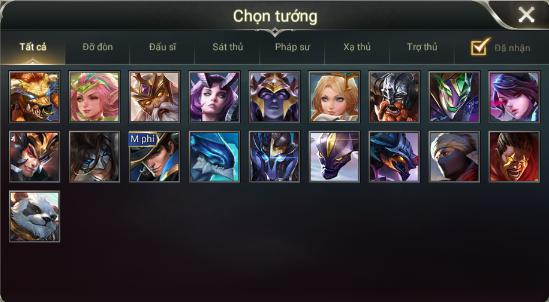 Chọn tướng
Tất cả Đỡ đòn Đấu sĩ Sát thủ Pháp sư Xạ thủ Trợ thủ Đã nhận
M phí